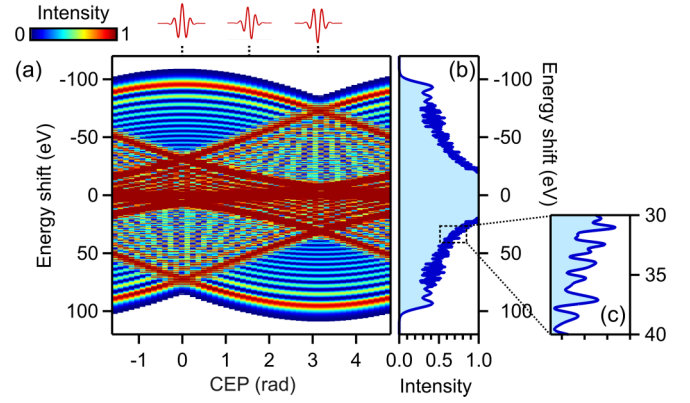 Intensity
0 1
(a)
(b)
-100
-50
0
50
100
Energy shift (eV)
-1 0 1 2 3 4
CEP (rad)
-100
-50
0
50
100
Energy shift (eV)
0.0 0.5 1.0
Intensity
30
35
40
(c)